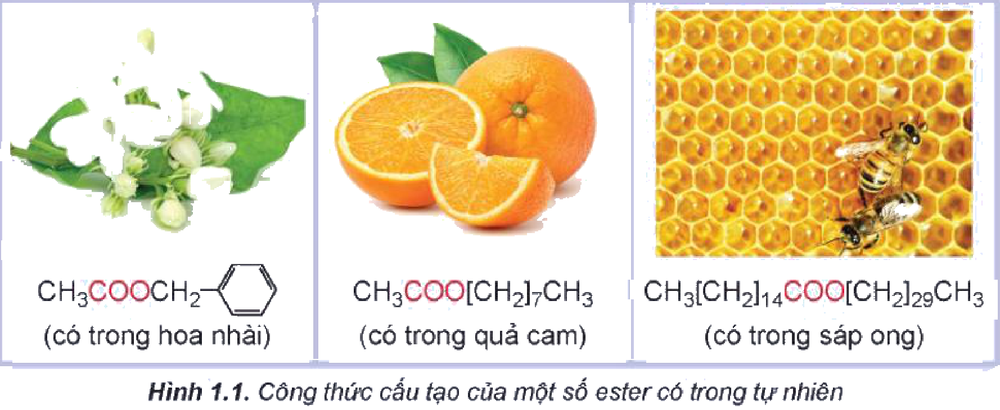 CH₃COOCH₂–
(có trong hoa nhài)
CH₃COO[CH₂]₇CH₃
(có trong quả cam)
CH₃[CH₂]₁₄COO[CH₂]₂₉CH₃
(có trong sáp ong)
Hình 1.1. Công thức cấu tạo của một số ester có trong tự nhiên